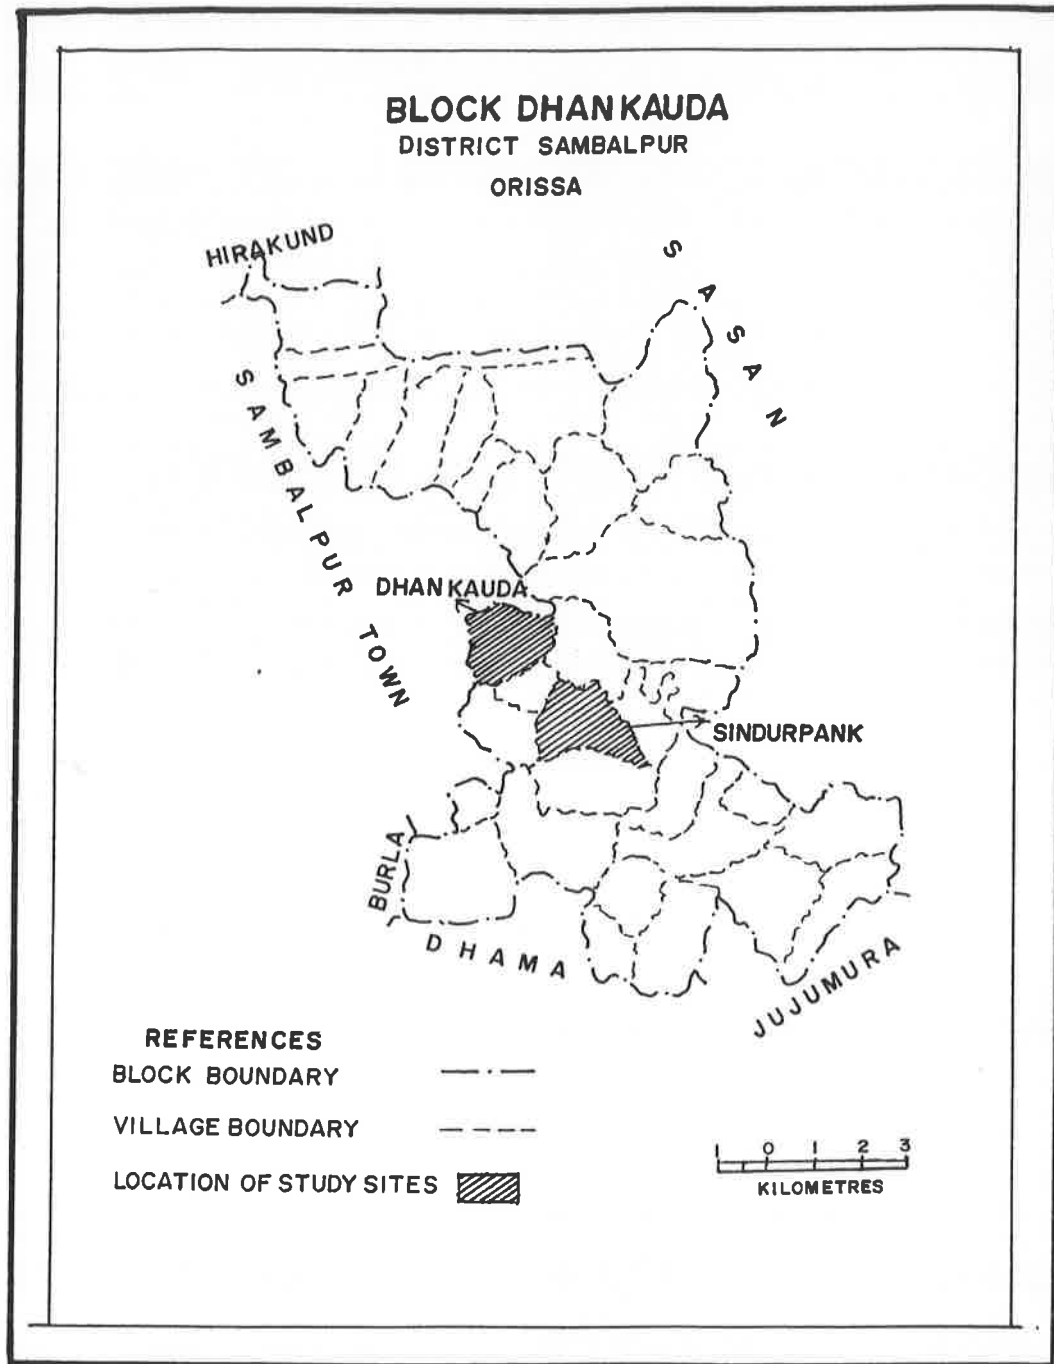 BLOCK DHANKAUDA
DISTRICT SAMBALPUR
ORISSA
HIRAKUND
SASAN
SAMBALPUR TOWN
DHANKAUDA
SINDURPANK
BURLA
DHAMA
JUJUMURA
REFERENCES
BLOCK BOUNDARY
VILLAGE BOUNDARY
LOCATION OF STUDY SITES
1 0 1 2 3
KILOMETRES